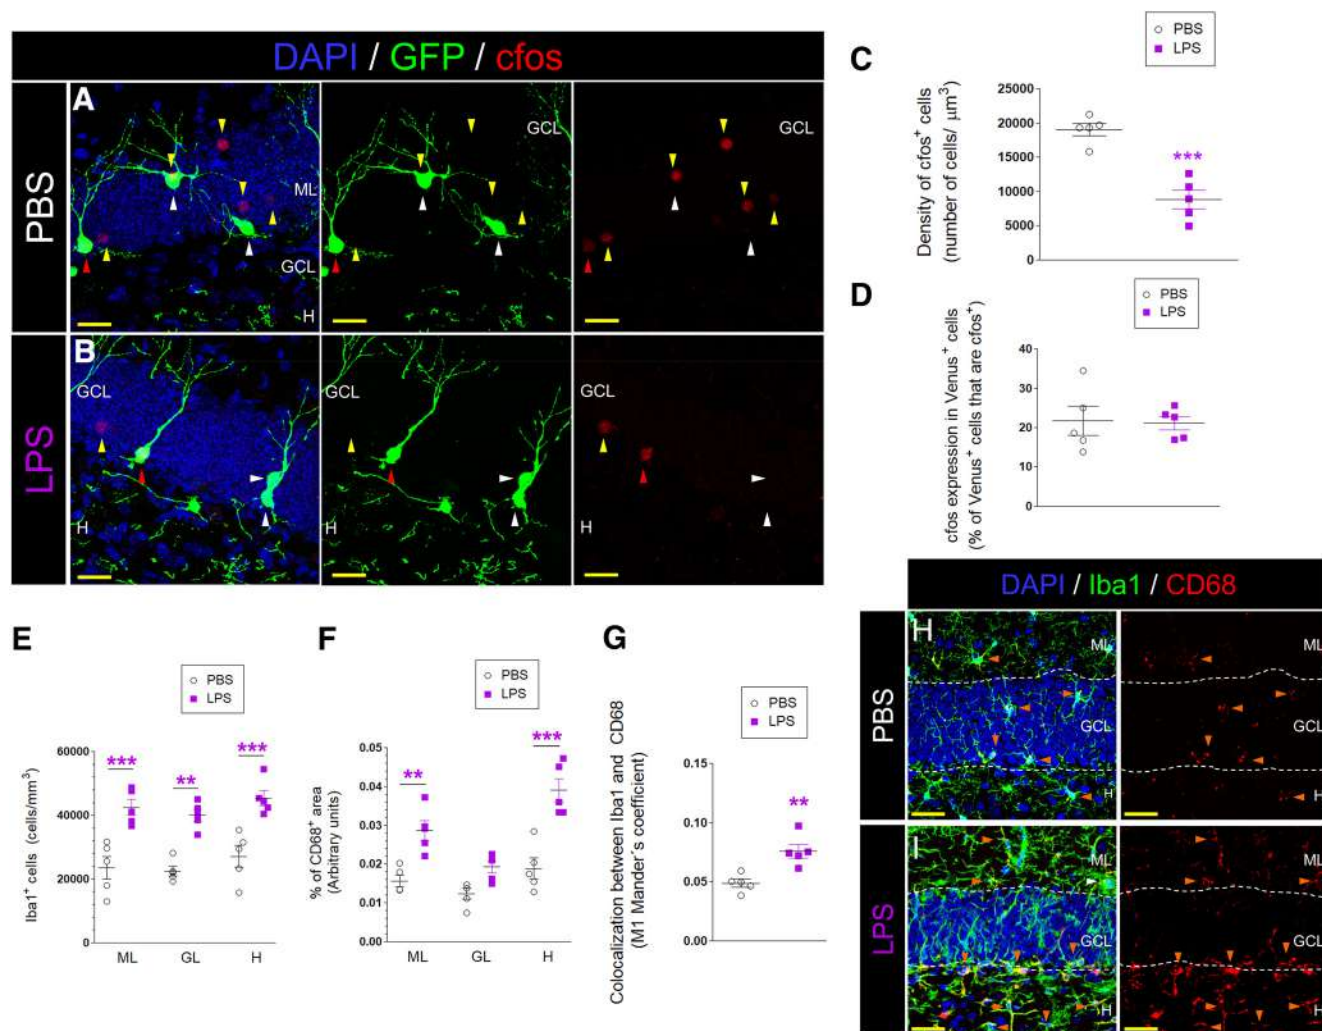 DAPI / GFP / cfos
PBS
A
ML
GCL
H
GCL
GCL
LPS
B
GCL
H
H
C
PBS
LPS
Density of cfos⁺ cells
(number of cells/ μm³)
25000
20000
15000
10000
5000
0
***
D
PBS
LPS
cfos expression in Venus⁺ cells
(% of Venus⁺ cells that are cfos⁺)
40
30
20
10
0
E
PBS
LPS
Iba1⁺ cells (cells/mm³)
60000
40000
20000
0
***
**
***
ML
GL
H
F
PBS
LPS
% of CD68⁺ area
(Arbitrary units)
0.05
0.04
0.03
0.02
0.01
0.00
**
***
ML
GL
H
G
PBS
LPS
Colocalization between Iba1 and CD68
(M1 Mander´s coefficient)
0.15
0.10
0.05
0.00
**
DAPI / Iba1 / CD68
PBS
H
ML
GCL
H
ML
GCL
H
LPS
I
ML
GCL
H
ML
GCL
H